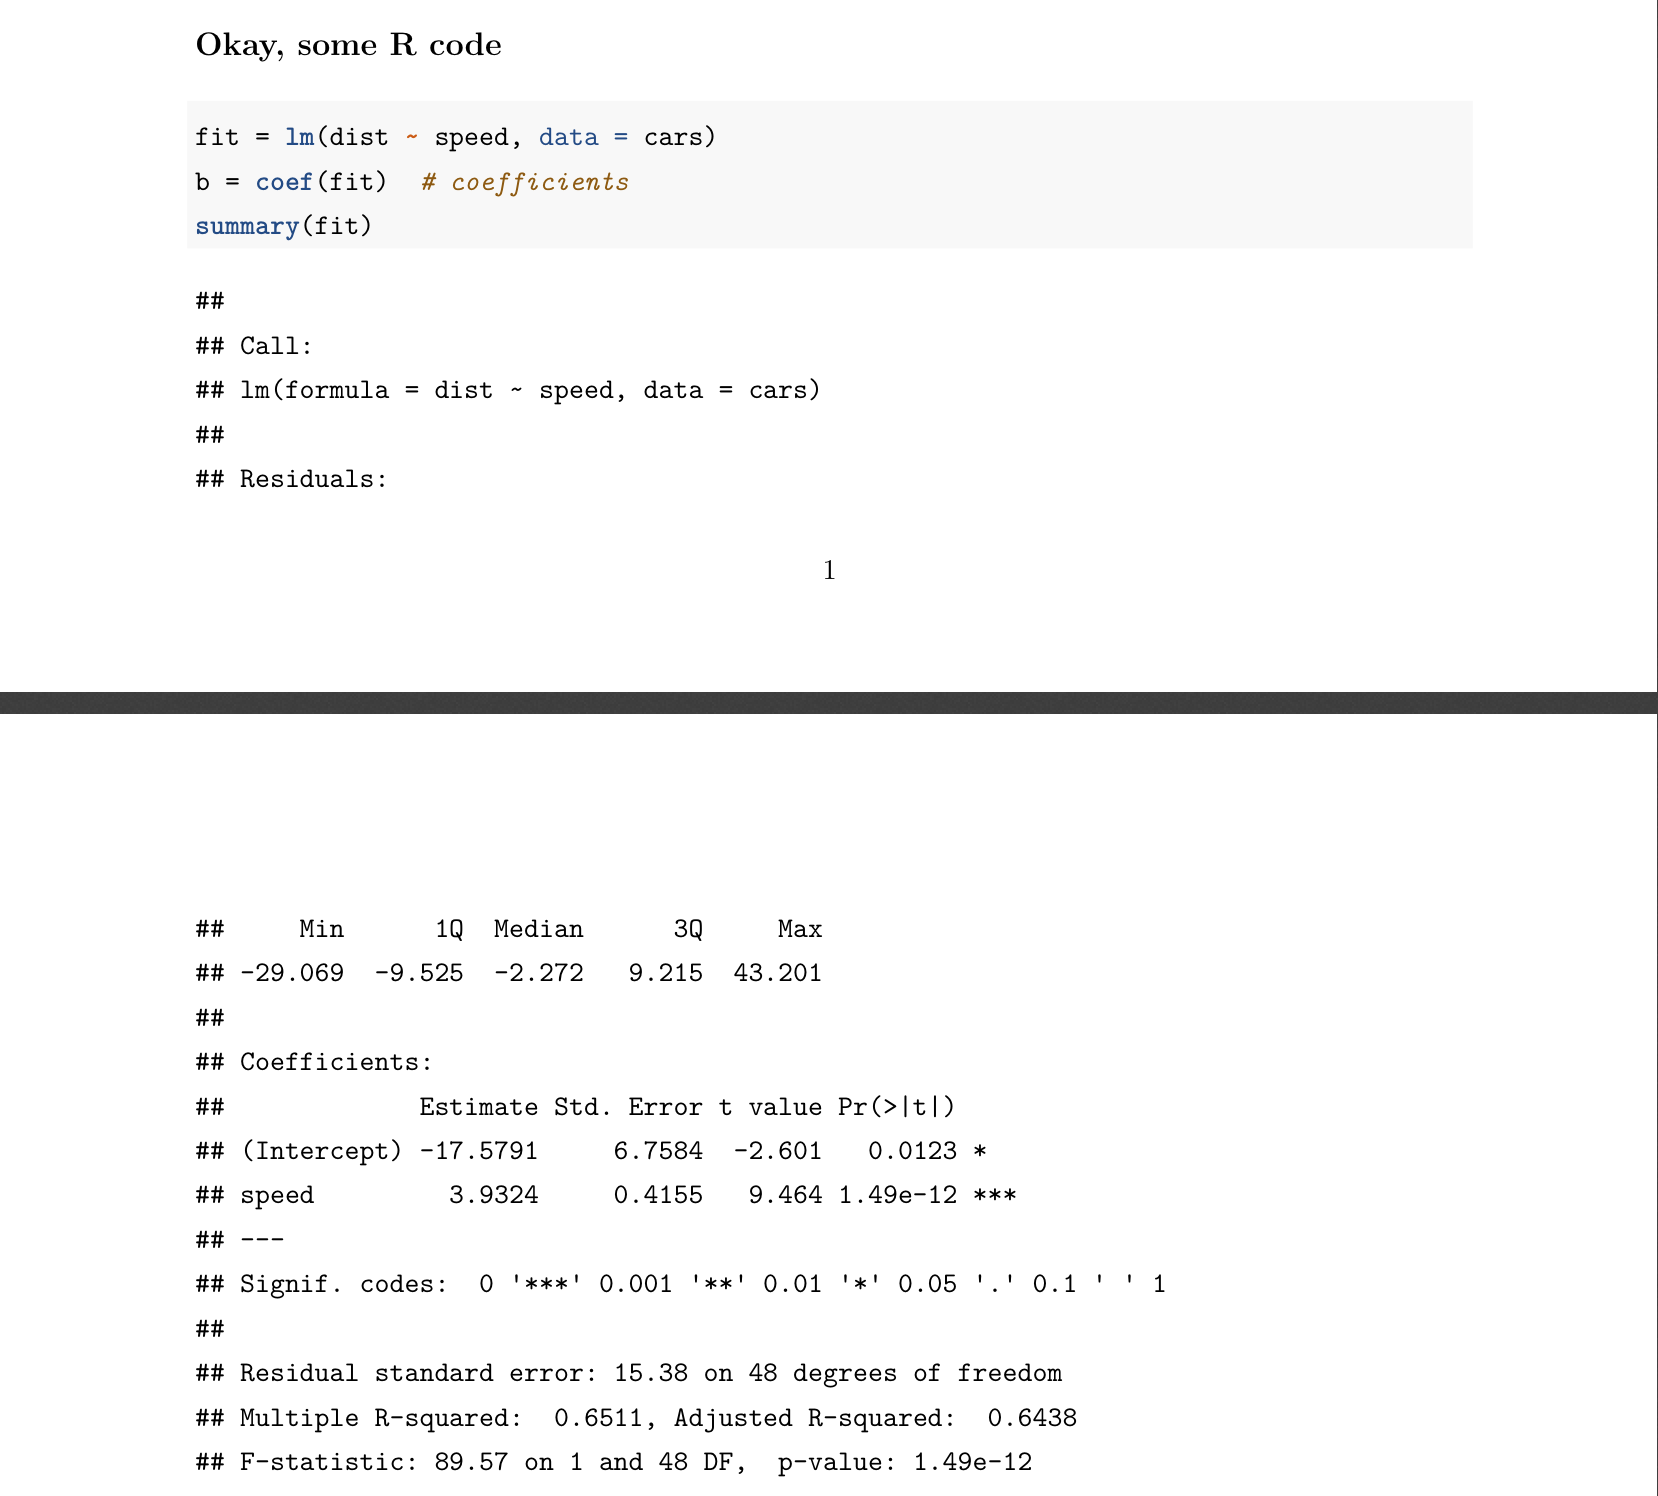 Okay, some R code
fit = lm(dist ~ speed, data = cars)
b = coef(fit)  # coefficients
summary(fit)
##
## Call:
## lm(formula = dist ~ speed, data = cars)
##
## Residuals:
1
##     Min      1Q  Median      3Q     Max
## -29.069  -9.525  -2.272   9.215  43.201
##
## Coefficients:
##             Estimate Std. Error t value Pr(>|t|)
## (Intercept) -17.5791     6.7584  -2.601   0.0123 *
## speed         3.9324     0.4155   9.464 1.49e-12 ***
## ---
## Signif. codes:  0 '***' 0.001 '**' 0.01 '*' 0.05 '.' 0.1 ' ' 1
##
## Residual standard error: 15.38 on 48 degrees of freedom
## Multiple R-squared:  0.6511, Adjusted R-squared:  0.6438
## F-statistic: 89.57 on 1 and 48 DF,  p-value: 1.49e-12